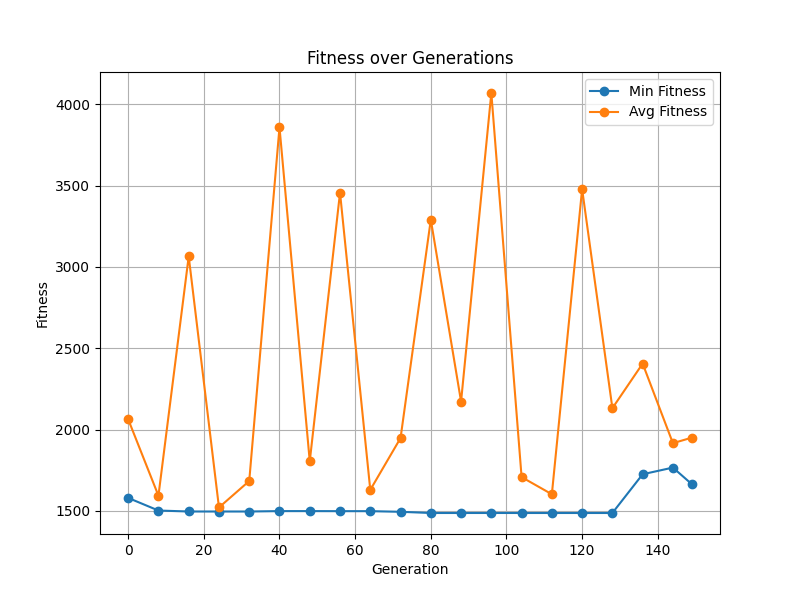 Fitness over Generations
Min Fitness
Avg Fitness
4000
3500
3000
2500
2000
1500
Fitness
0 20 40 60 80 100 120 140
Generation